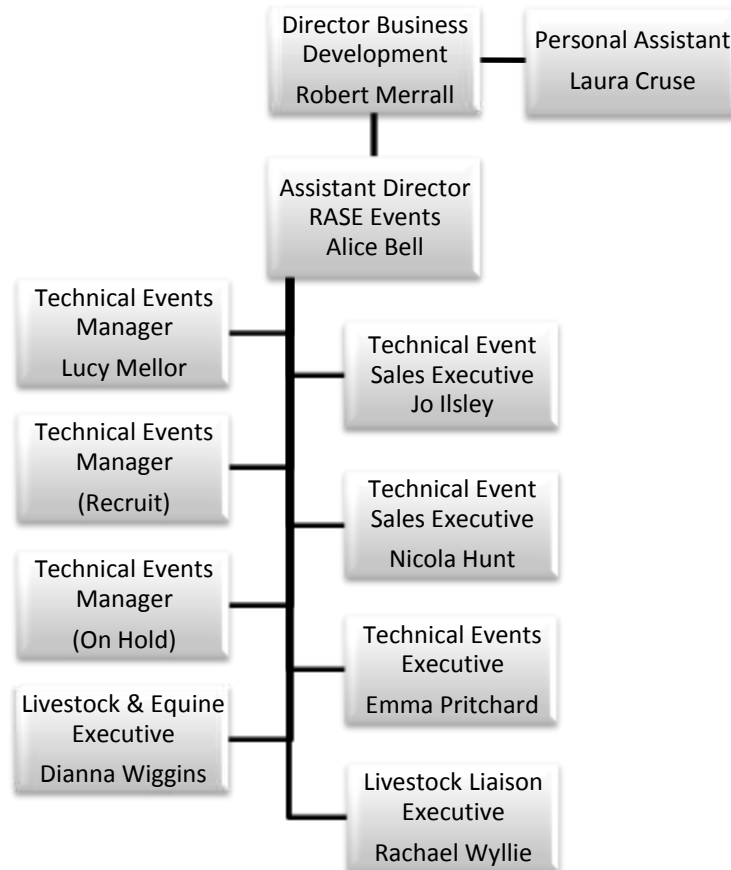 Director Business
Development
Robert Merrall
Personal Assistant
Laura Cruse
Assistant Director
RASE Events
Alice Bell
Technical Events
Manager
Lucy Mellor
Technical Event
Sales Executive
Jo Ilsley
Technical Events
Manager
(Recruit)
Technical Event
Sales Executive
Nicola Hunt
Technical Events
Manager
(On Hold)
Technical Events
Executive
Emma Pritchard
Livestock & Equine
Executive
Dianna Wiggins
Livestock Liaison
Executive
Rachael Wyllie